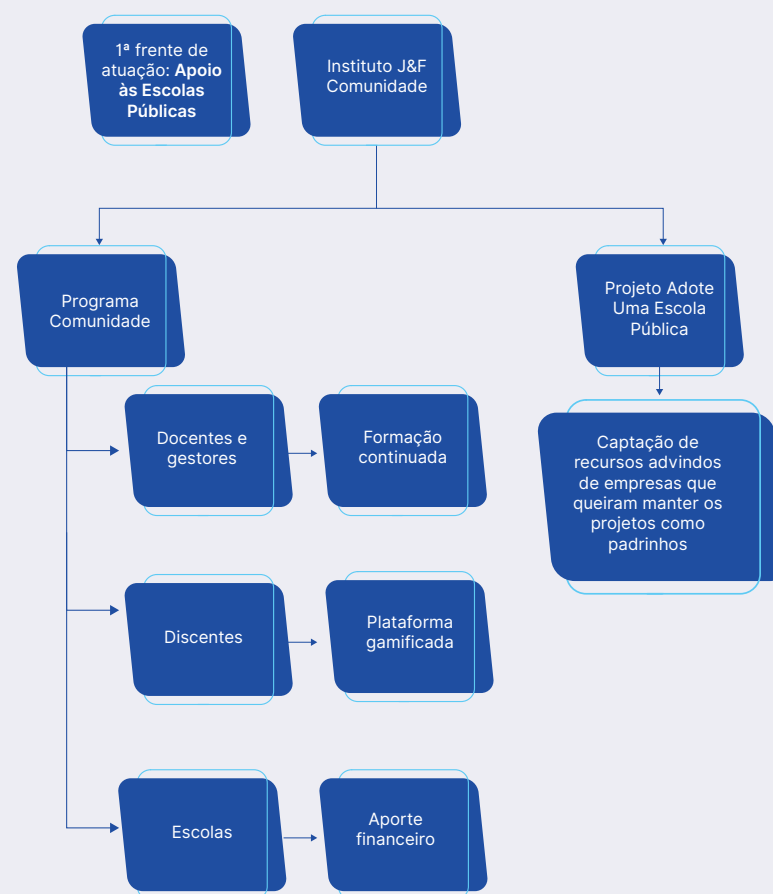 1ª frente de
atuação: Apoio
às Escolas
Públicas
Instituto J&F
Comunidade
Programa
Comunidade
Projeto Adote
Uma Escola
Pública
Docentes e
gestores
Formação
continuada
Captação de
recursos advindos
de empresas que
queiram manter os
projetos como
padrinhos
Discentes
Plataforma
gamificada
Escolas
Aporte
financeiro